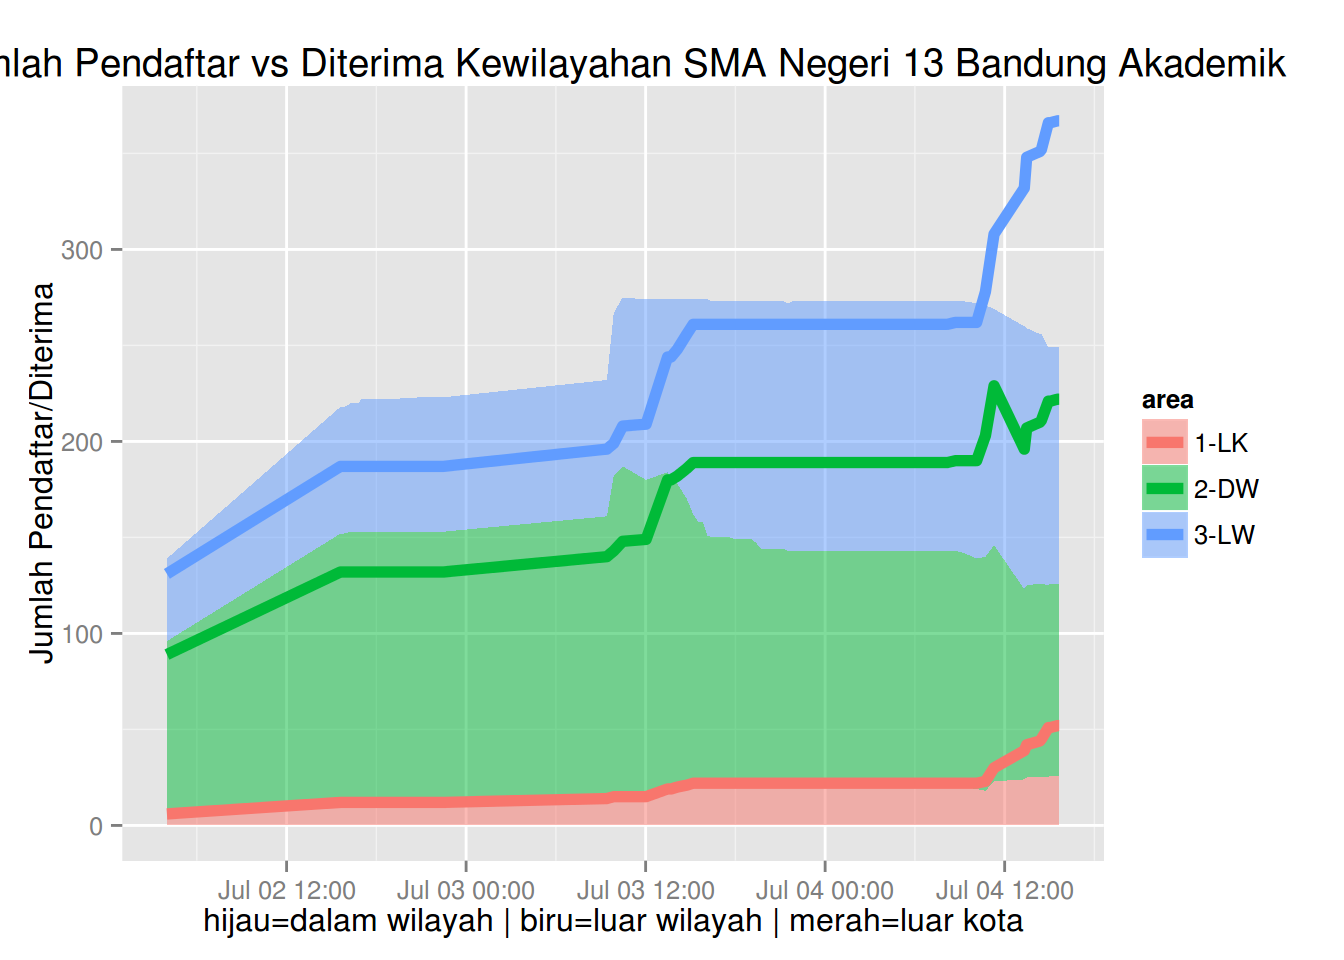 mlah Pendaftar vs Diterima Kewilayahan SMA Negeri 13 Bandung Akademik
Jumlah Pendaftar/Diterima
300
200
100
0
Jul 02 12:00
Jul 03 00:00
Jul 03 12:00
Jul 04 00:00
Jul 04 12:00
hijau=dalam wilayah | biru=luar wilayah | merah=luar kota
area
1-LK
2-DW
3-LW